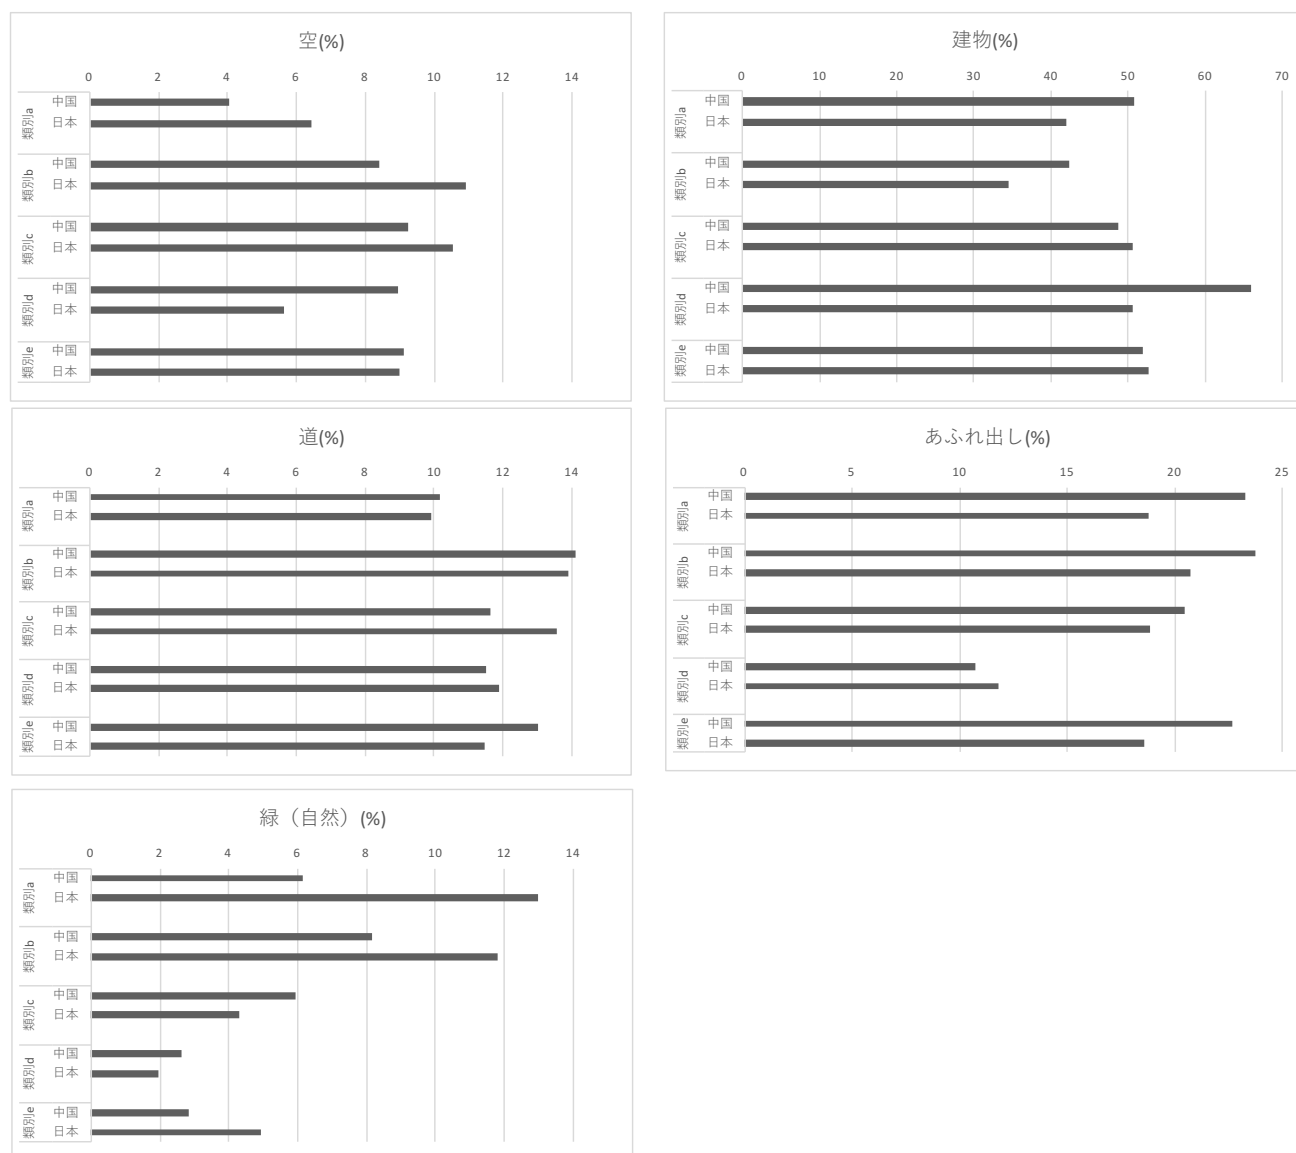 空(%)
0 2 4 6 8 10 12 14
類別a 中国
日本
類別b 中国
日本
類別c 中国
日本
類別d 中国
日本
類別e 中国
日本
建物(%)
0 10 20 30 40 50 60 70
類別a 中国
日本
類別b 中国
日本
類別c 中国
日本
類別d 中国
日本
類別e 中国
日本
道(%)
0 2 4 6 8 10 12 14
類別a 中国
日本
類別b 中国
日本
類別c 中国
日本
類別d 中国
日本
類別e 中国
日本
あふれ出し(%)
0 5 10 15 20 25
類別a 中国
日本
類別b 中国
日本
類別c 中国
日本
類別d 中国
日本
類別e 中国
日本
緑（自然）(%)
0 2 4 6 8 10 12 14
類別a 中国
日本
類別b 中国
日本
類別c 中国
日本
類別d 中国
日本
類別e 中国
日本